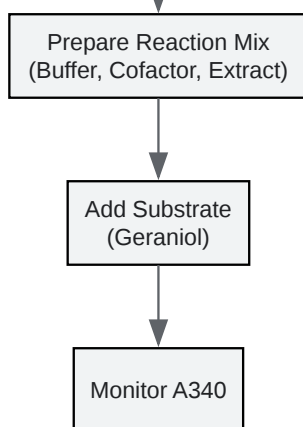 Prepare Reaction Mix
(Buffer, Cofactor, Extract)
Add Substrate
(Geraniol)
Monitor A340